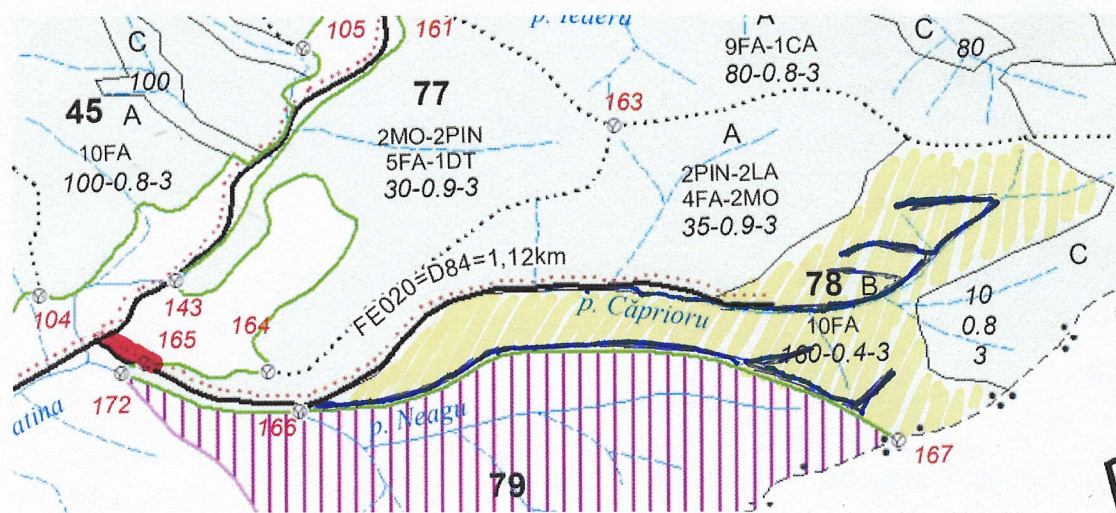 p. Iederu
105
161
A
C
9FA-1CA
80-0.8-3
C
80
100
77
45
A
163
2MO-2PIN
5FA-1DT
30-0.9-3
A
10FA
100-0.8-3
2PIN-2LA
4FA-2MO
35-0.9-3
C
FE020=D84=1,12km
78
B
143
10
0.8
3
104
165
164
p. Căprioru
10FA
160-0.4-3
172
atina
166
p. Neagu
167
79